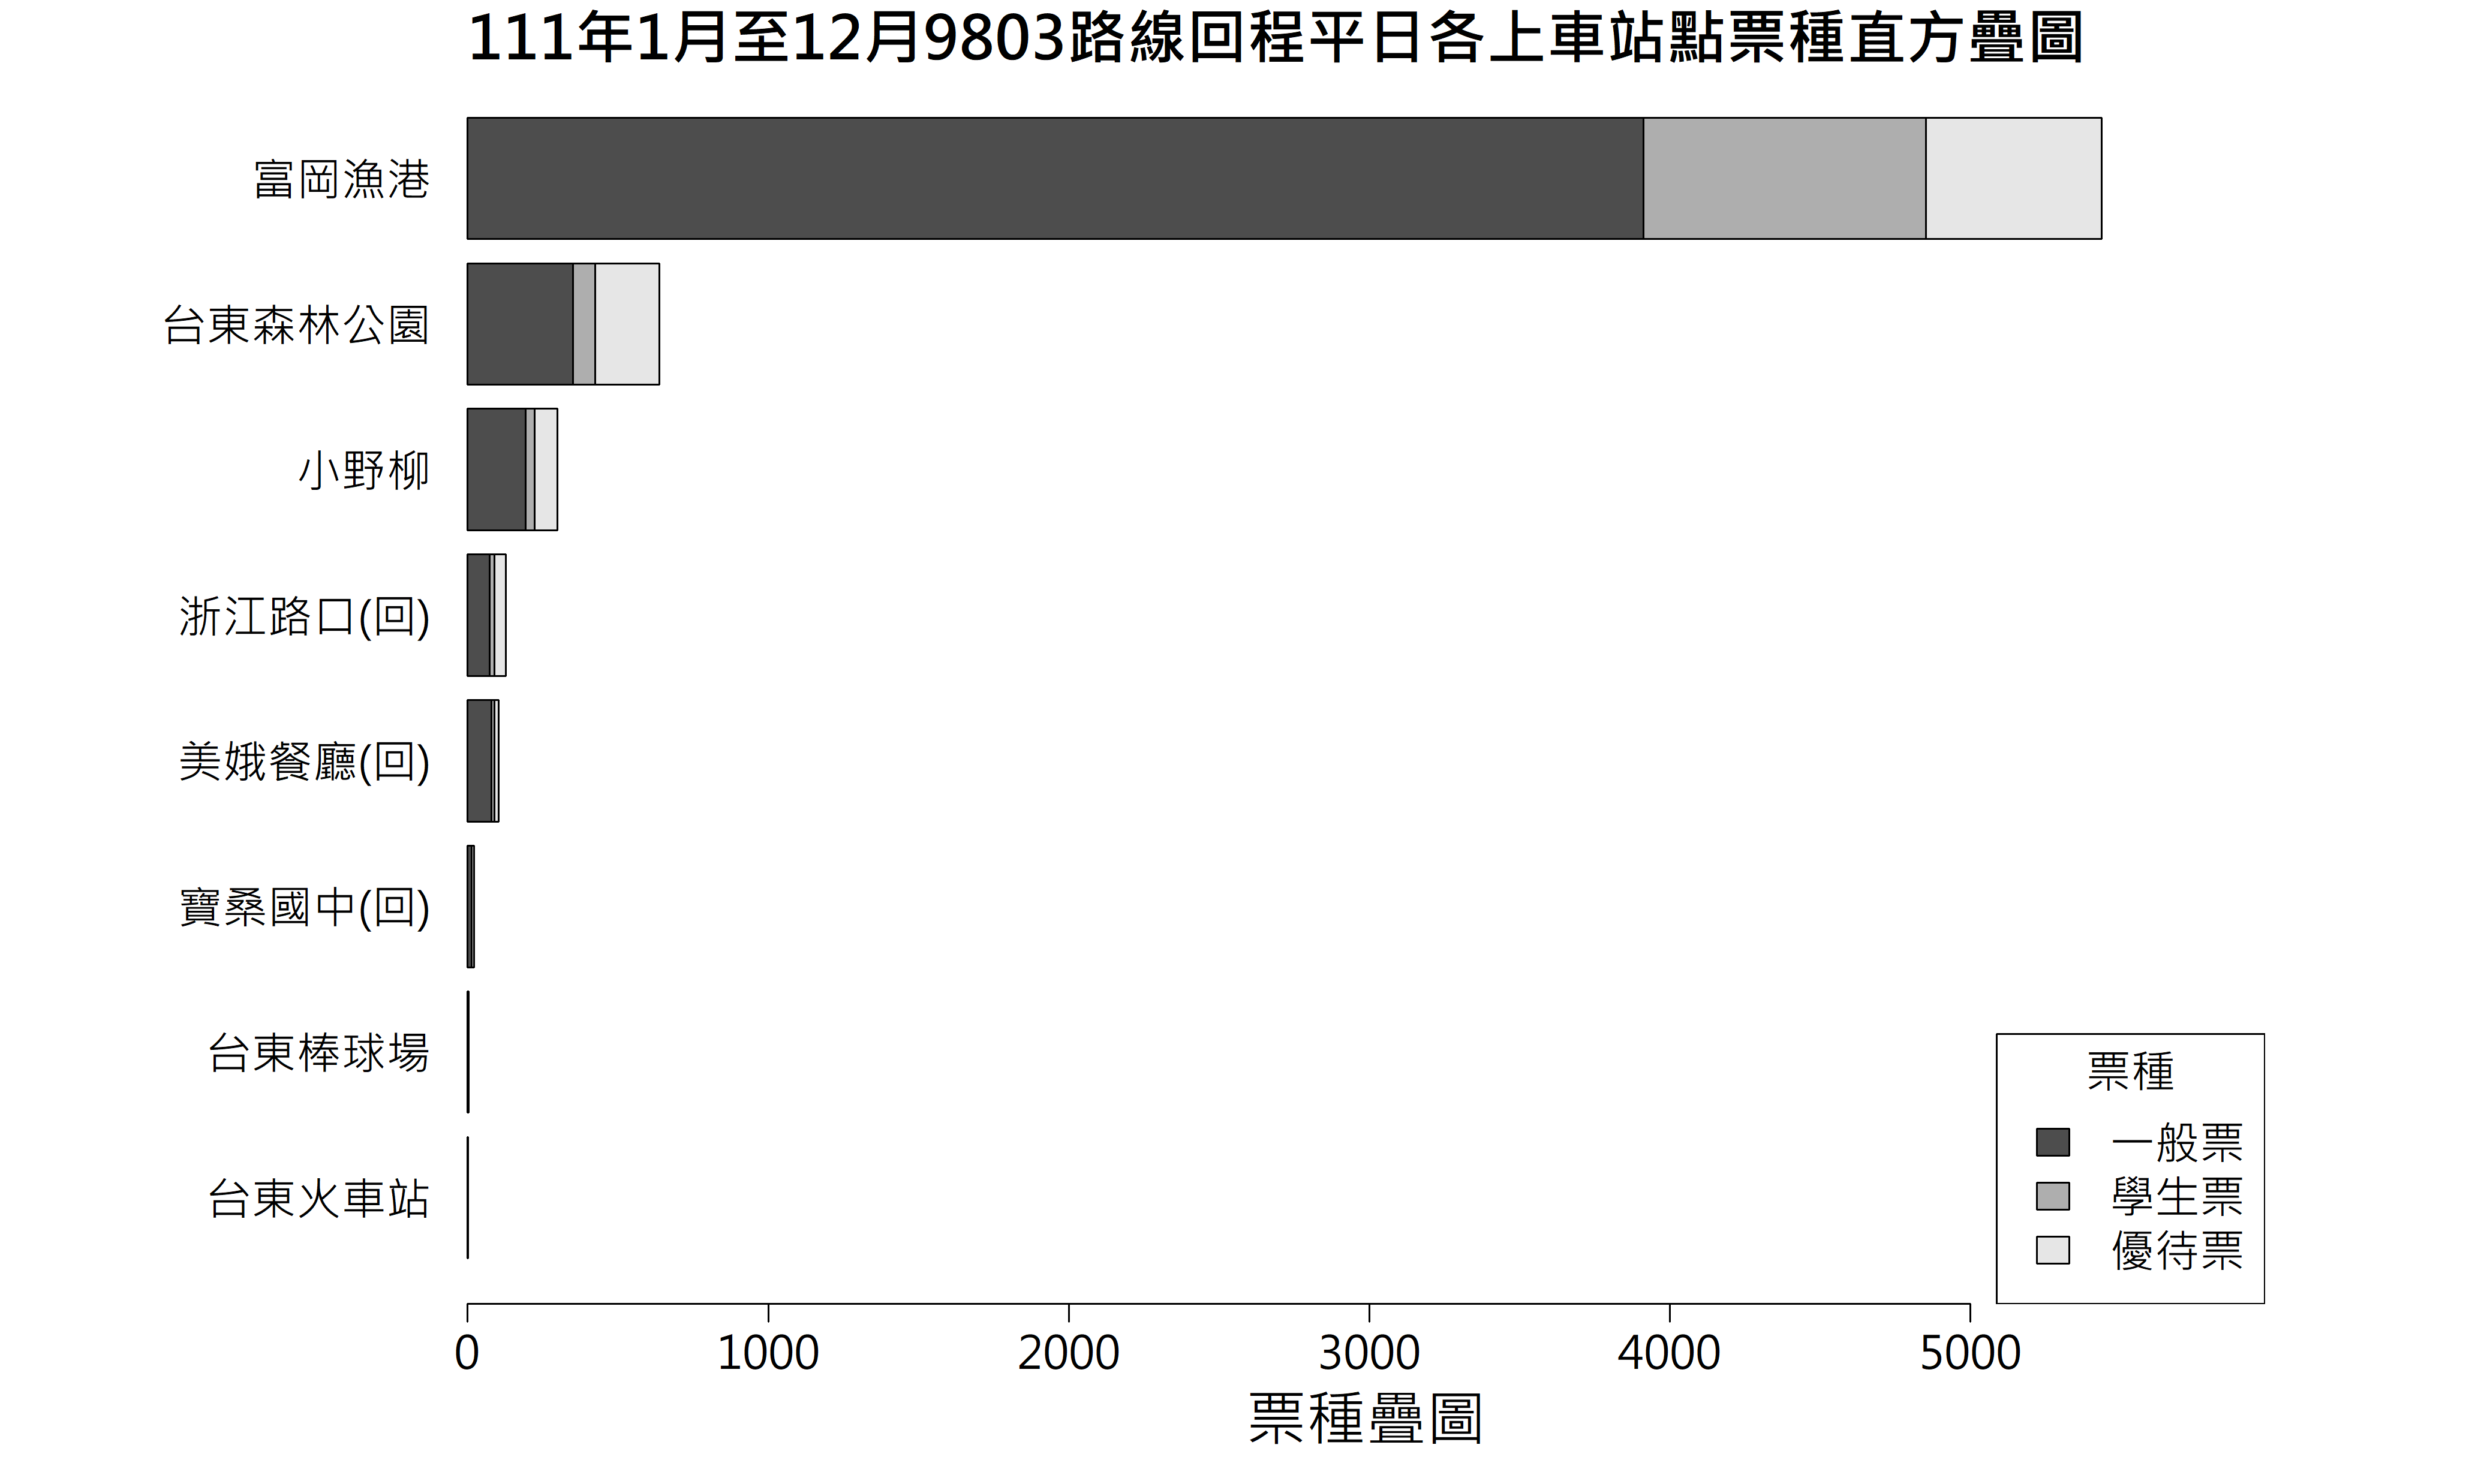 111年1月至12月9803路線回程平日各上車站點票種直方疊圖
富岡漁港
台東森林公園
小野柳
浙江路口(回)
美娥餐廳(回)
寶桑國中(回)
台東棒球場
台東火車站
票種
一般票
學生票
優待票
0 1000 2000 3000 4000 5000
票種疊圖